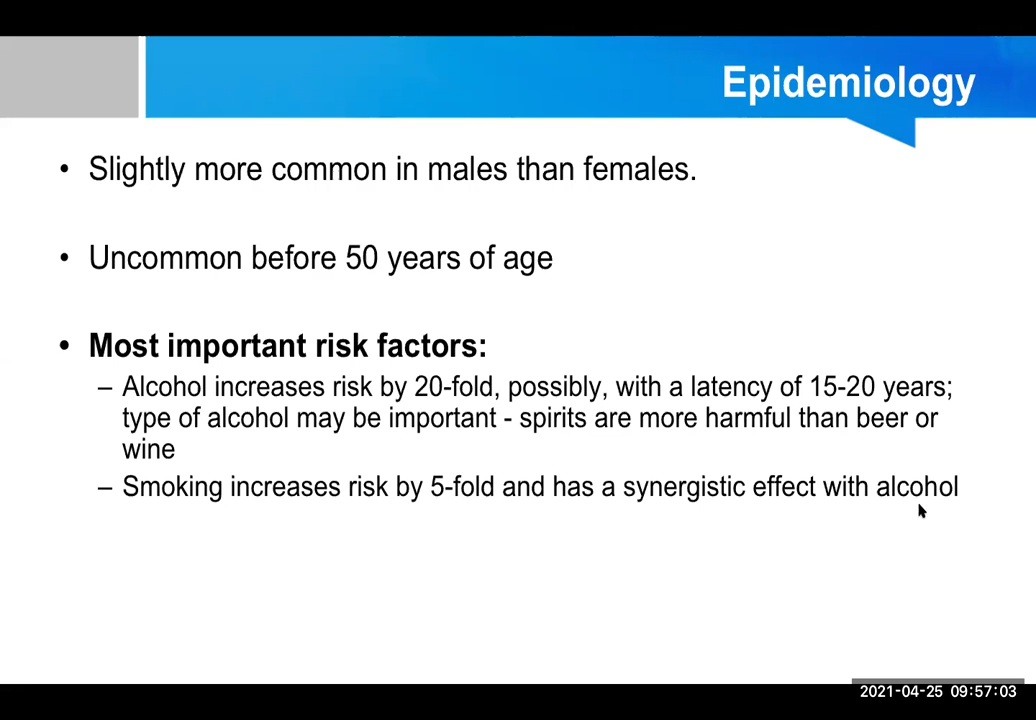 Epidemiology
• Slightly more common in males than females.
• Uncommon before 50 years of age
• Most important risk factors:
– Alcohol increases risk by 20-fold, possibly, with a latency of 15-20 years;
type of alcohol may be important - spirits are more harmful than beer or
wine
– Smoking increases risk by 5-fold and has a synergistic effect with alcohol
2021-04-25 09:57:03